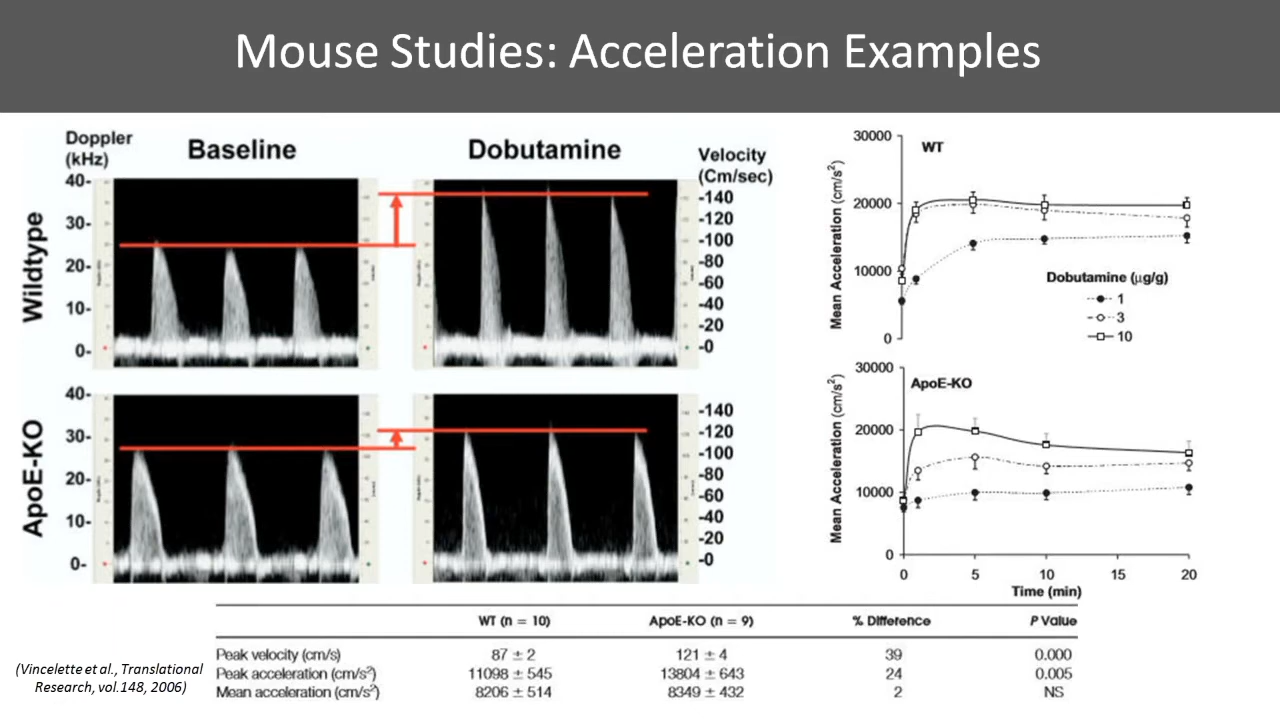 Mouse Studies: Acceleration Examples
Doppler
(kHz)
Baseline
Dobutamine
Velocity
(Cm/sec)
Wildtype
40-
30-
20-
10-
0-
-140
-120
-100
-80
-60
-40
-20
-0
ApoE-KO
40-
30-
20-
10-
0-
-140
-120
-100
-80
-60
-40
-20
-0
WT
Mean Acceleration (cm/s²)
30000
20000
10000
0
Dobutamine (µg/g)
1
3
10
ApoE-KO
Mean Acceleration (cm/s²)
30000
20000
10000
0
0 5 10 15 20
Time (min)
WT (n = 10) ApoE-KO (n = 9) % Difference P Value
Peak velocity (cm/s) 87 ± 2 121 ± 4 39 0.000
Peak acceleration (cm/s²) 11098 ± 545 13804 ± 643 24 0.005
Mean acceleration (cm/s²) 8206 ± 514 8349 ± 432 2 NS
(Vincelette et al., Translational
Research, vol.148, 2006)